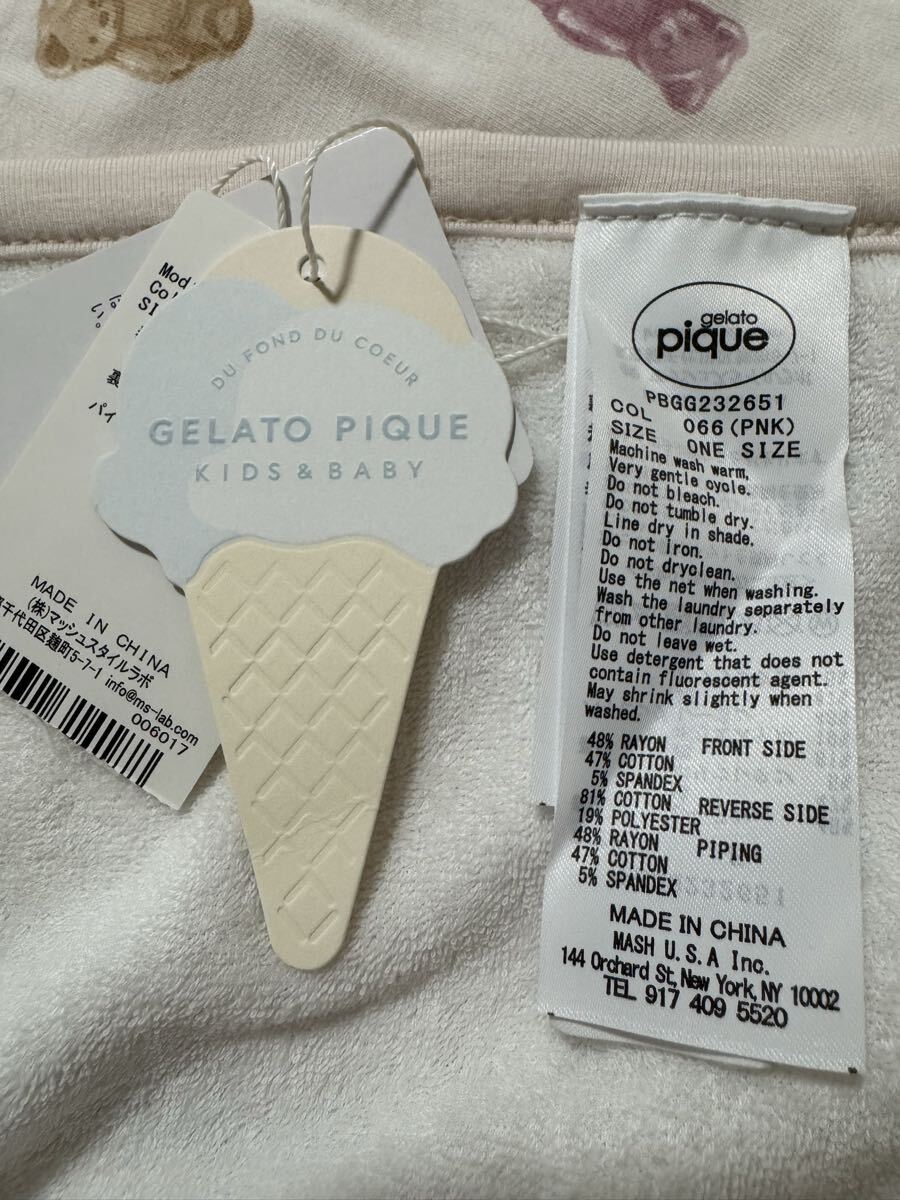 Mod
Co
SI
裏
パイ
MADE IN CHINA
(株)マッシュスタイルラボ
千代田区麹町5-7-1 info@ms-lab.com
006017
DU FOND DU COEUR
GELATO PIQUE
KIDS & BABY
gelato
pique
PBGG232651
COL 066(PNK)
SIZE ONE SIZE
Machine wash warm,
Very gentle cycle.
Do not bleach.
Do not tumble dry.
Line dry in shade.
Do not iron.
Do not dryclean.
Use the net when washing.
Wash the laundry separately
from other laundry.
Do not leave wet.
Use detergent that does not
contain fluorescent agent.
May shrink slightly when
washed.
48% RAYON FRONT SIDE
47% COTTON
5% SPANDEX
81% COTTON REVERSE SIDE
19% POLYESTER
48% RAYON PIPING
47% COTTON
5% SPANDEX
MADE IN CHINA
MASH U.S.A Inc.
144 Orchard St, New York, NY 10002
TEL 917 409 5520